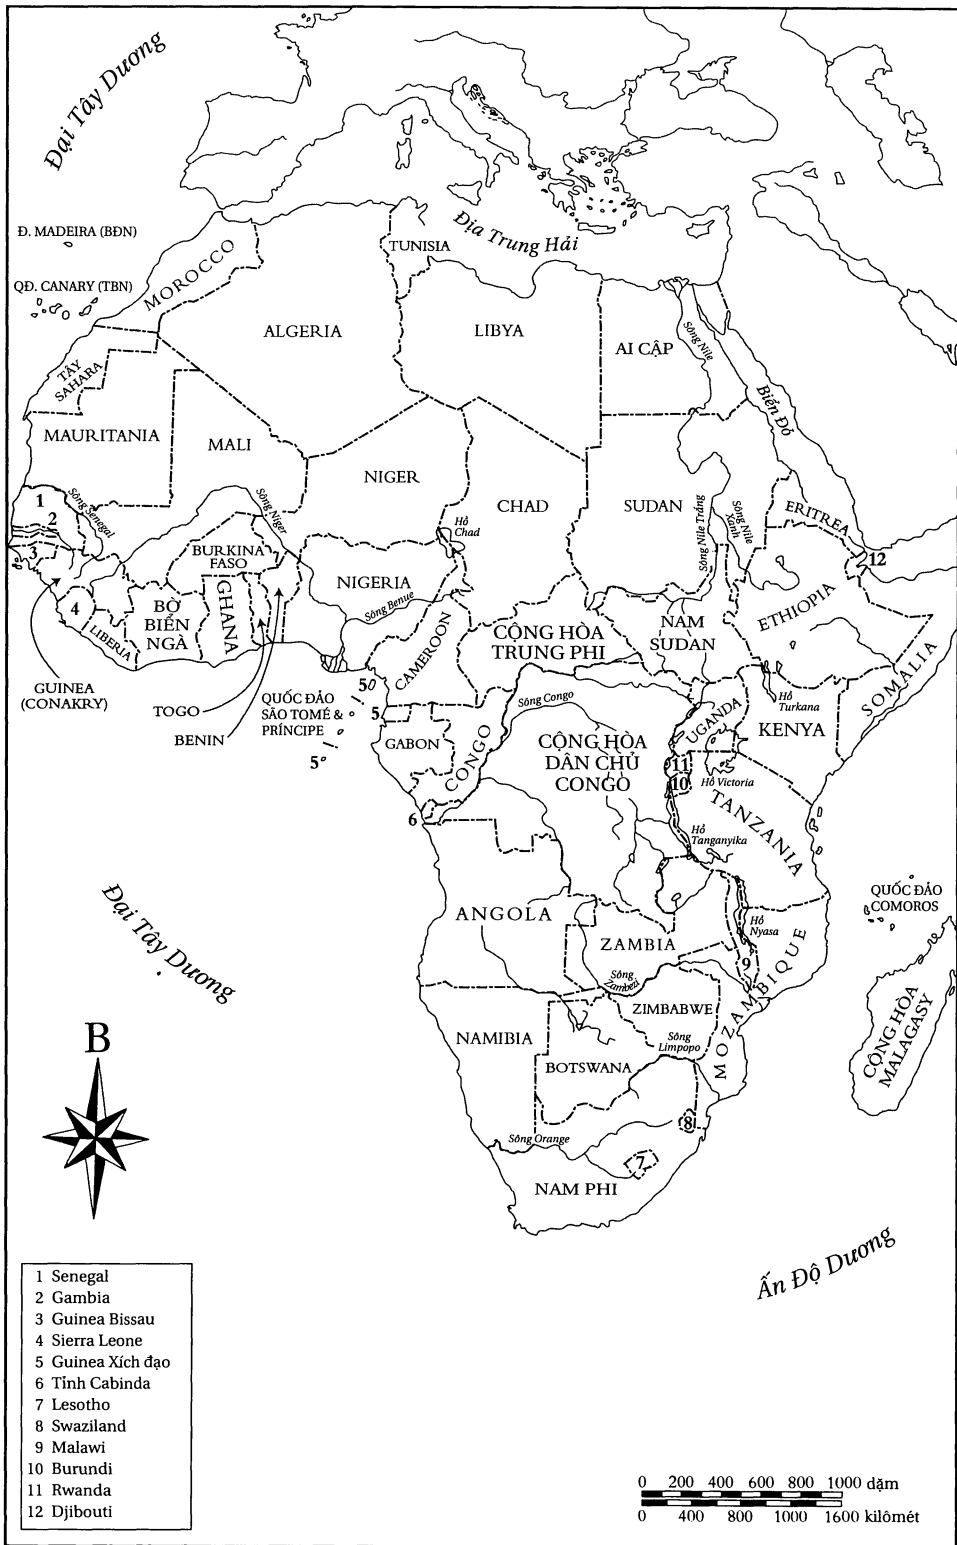 Đại Tây Dương
Đ. MADEIRA (BĐN)
QĐ. CANARY (TBN)
Địa Trung Hải
MOROCCO
TUNISIA
ALGERIA
LIBYA
AI CẬP
Sông Nile
Biển Đỏ
TÂY
SAHARA
MAURITANIA
MALI
NIGER
CHAD
SUDAN
Sông Nile Trắng
Sông Nile
Xanh
ERITREA
12
1
2
3
4
Sông Senegal
Sông Niger
Hồ
Chad
BURKINA
FASO
NIGERIA
Sông Benue
GHANA
BỜ
BIỂN
NGÀ
LIBERIA
GUINEA
(CONAKRY)
TOGO
BENIN
CAMEROON
CỘNG HÒA
TRUNG PHI
NAM
SUDAN
ETHIOPIA
SOMALIA
5
QUỐC ĐẢO
SÃO TOMÉ &
PRÍNCIPE
5
5
GABON
CONGO
Sông Congo
CỘNG HÒA
DÂN CHỦ
CONGO
UGANDA
Hồ
Turkana
KENYA
11
10
Hồ Victoria
TANZANIA
Hồ
Tanganyika
6
Đại Tây Dương
ANGOLA
ZAMBIA
Hồ
Nyasa
9
QUỐC ĐẢO
COMOROS
Sông
Zambezi
ZIMBABWE
MOZAMBIQUE
CỘNG HÒA
MALAGASY
NAMIBIA
BOTSWANA
Sông
Limpopo
8
Sông Orange
7
NAM PHI
B
Ấn Độ Dương
1 Senegal
2 Gambia
3 Guinea Bissau
4 Sierra Leone
5 Guinea Xích đạo
6 Tỉnh Cabinda
7 Lesotho
8 Swaziland
9 Malawi
10 Burundi
11 Rwanda
12 Djibouti
0 200 400 600 800 1000 dặm
0 400 800 1000 1600 kilômét